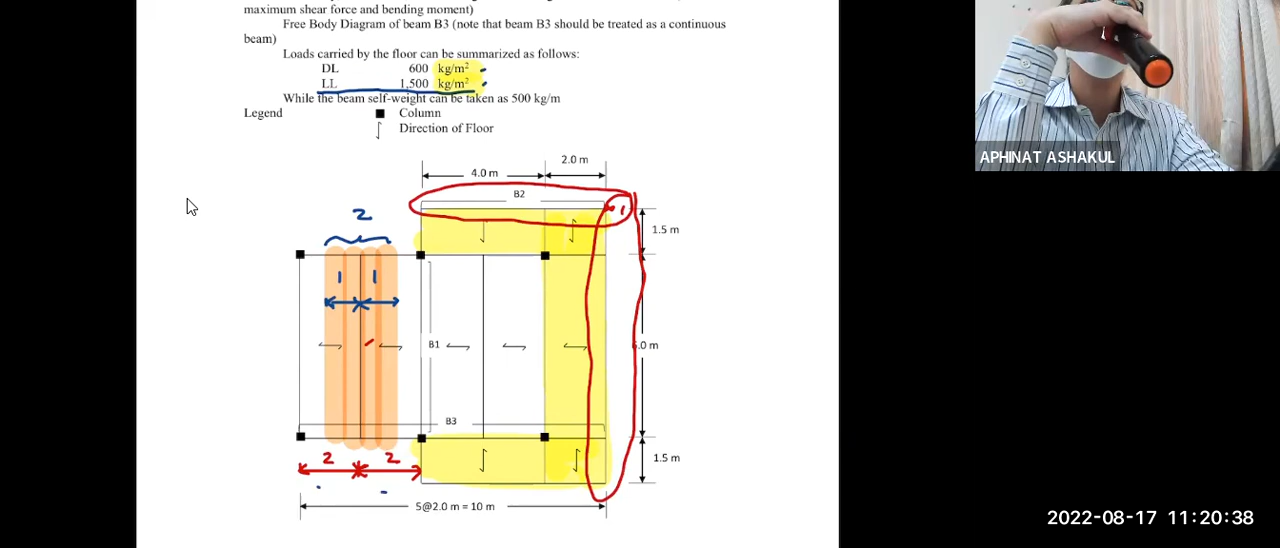 maximum shear force and bending moment)
Free Body Diagram of beam B3 (note that beam B3 should be treated as a continuous
beam)
Loads carried by the floor can be summarized as follows:
DL 600 kg/m²
LL 1,500 kg/m²
While the beam self-weight can be taken as 500 kg/m
Legend Column
Direction of Floor
APHINAT ASHAKUL
2.0 m
4.0 m
B2
1
2
1.5 m
1 1
B1
.0 m
B3
2 2
1.5 m
5@2.0 m = 10 m
2022-08-17 11:20:38